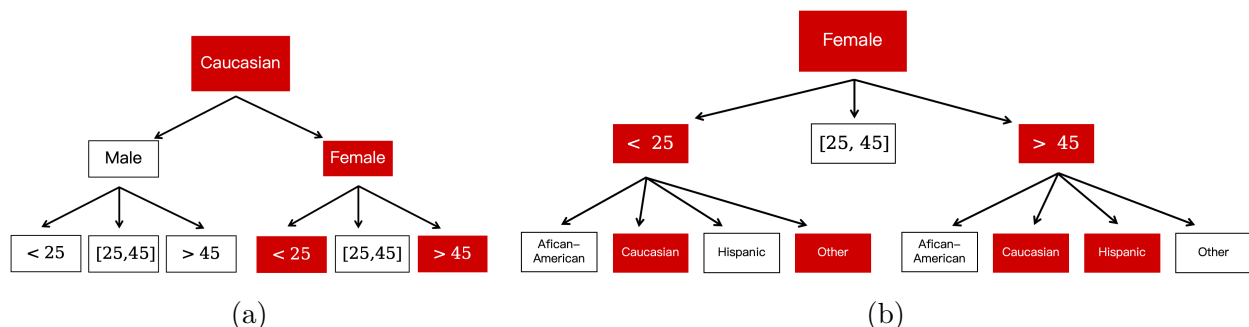 Caucasian
Male
Female
< 25
[25,45]
> 45
< 25
[25,45]
> 45
(a)
Female
< 25
[25, 45]
> 45
Afican–
American
Caucasian
Hispanic
Other
Afican–
American
Caucasian
Hispanic
Other
(b)